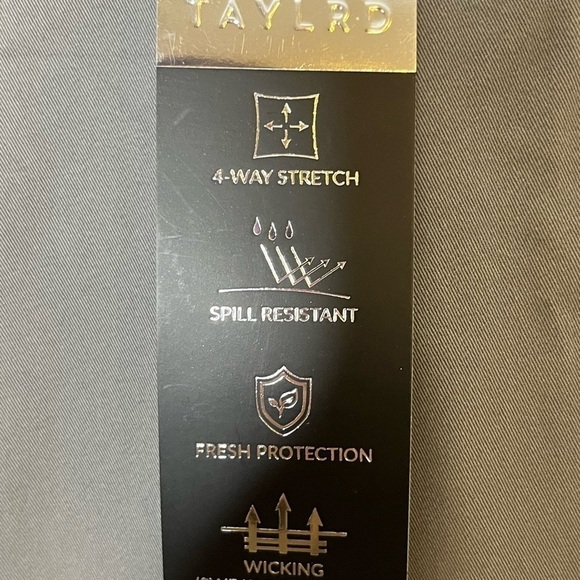 TAYLRD
4-WAY STRETCH
SPILL RESISTANT
FRESH PROTECTION
WICKING